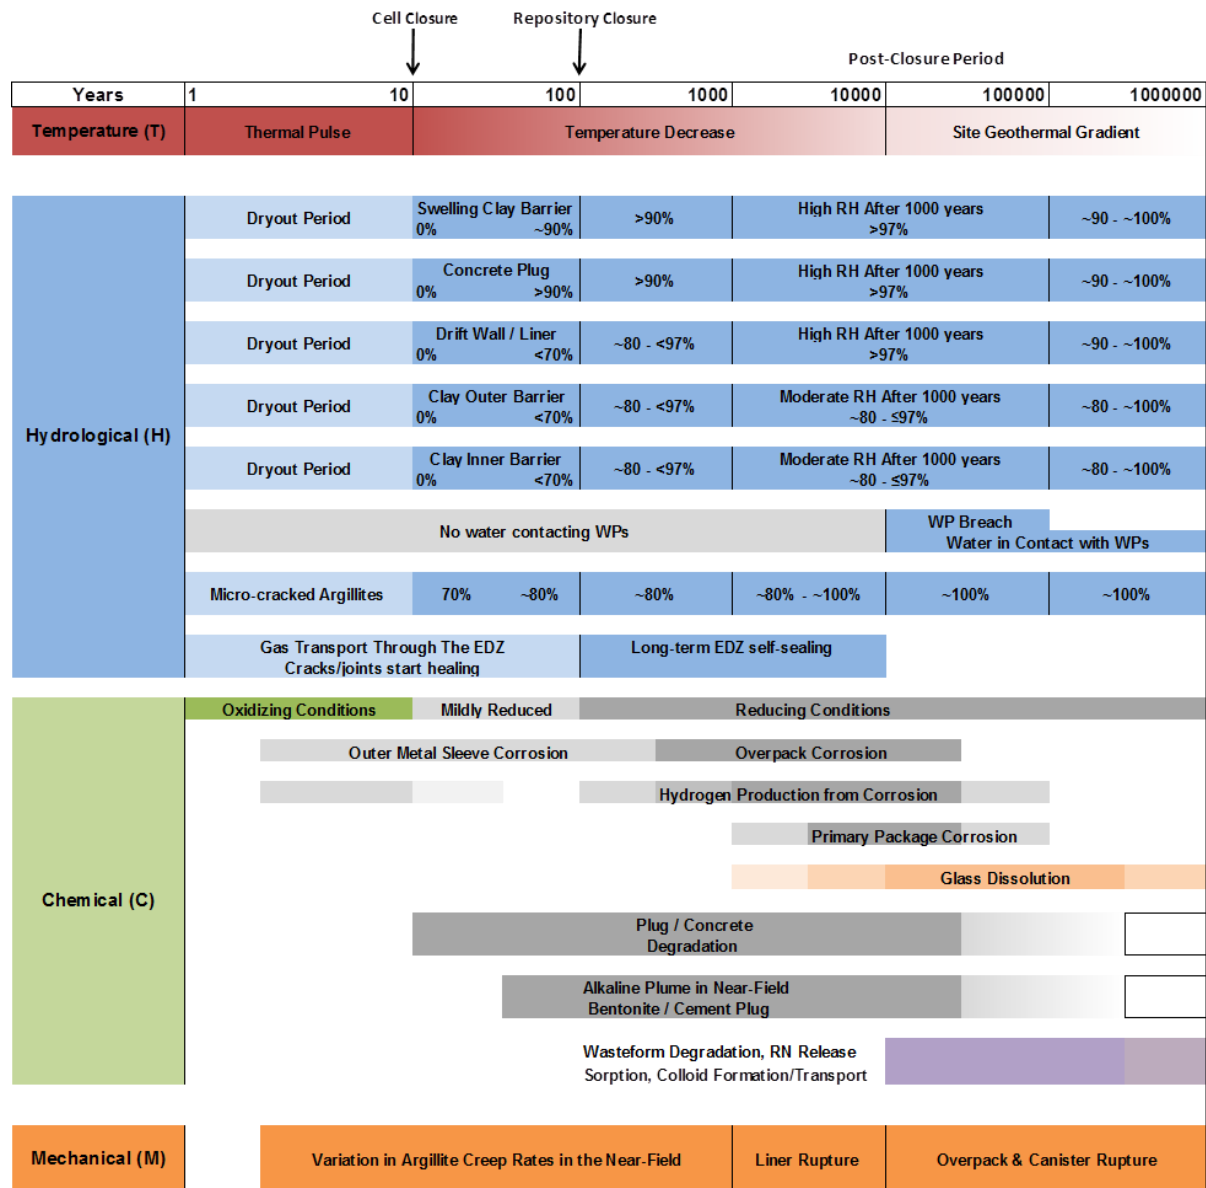 Cell Closure
Repository Closure
Post-Closure Period
Years 1 10 100 1000 10000 100000 1000000
Temperature (T) Thermal Pulse Temperature Decrease Site Geothermal Gradient
Hydrological (H)
Dryout Period
Swelling Clay Barrier
0% ~90%
>90%
High RH After 1000 years
>97%
~90 - ~100%
Dryout Period
Concrete Plug
0% >90%
>90%
High RH After 1000 years
>97%
~90 - ~100%
Dryout Period
Drift Wall / Liner
0% <70%
~80 - <97%
High RH After 1000 years
>97%
~90 - ~100%
Dryout Period
Clay Outer Barrier
0% <70%
~80 - <97%
Moderate RH After 1000 years
~80 - ≤97%
~80 - ~100%
Dryout Period
Clay Inner Barrier
0% <70%
~80 - <97%
Moderate RH After 1000 years
~80 - ≤97%
~80 - ~100%
No water contacting WPs
WP Breach
Water in Contact with WPs
Micro-cracked Argillites 70% ~80% ~80% ~80% - ~100% ~100% ~100%
Gas Transport Through The EDZ
Cracks/joints start healing
Long-term EDZ self-sealing
Chemical (C)
Oxidizing Conditions Mildly Reduced Reducing Conditions
Outer Metal Sleeve Corrosion Overpack Corrosion
Hydrogen Production from Corrosion
Primary Package Corrosion
Glass Dissolution
Plug / Concrete
Degradation
Alkaline Plume in Near-Field
Bentonite / Cement Plug
Wasteform Degradation, RN Release
Sorption, Colloid Formation/Transport
Mechanical (M) Variation in Argillite Creep Rates in the Near-Field Liner Rupture Overpack & Canister Rupture